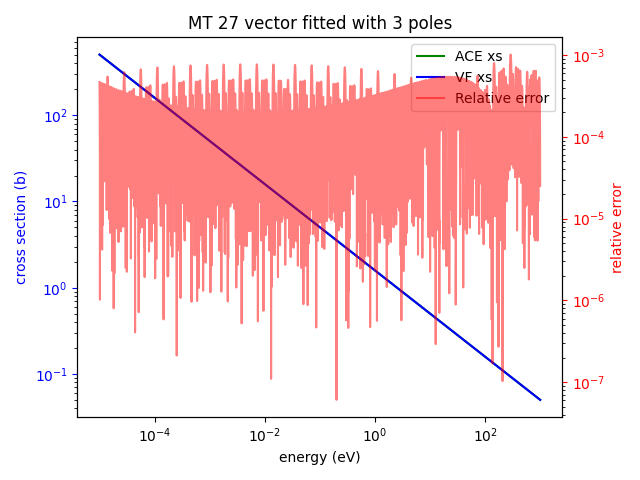 MT 27 vector fitted with 3 poles
ACE xs
VF xs
Relative error
cross section (b)
10²
10¹
10⁰
10⁻¹
relative error
10⁻³
10⁻⁴
10⁻⁵
10⁻⁶
10⁻⁷
10⁻⁴ 10⁻² 10⁰ 10²
energy (eV)